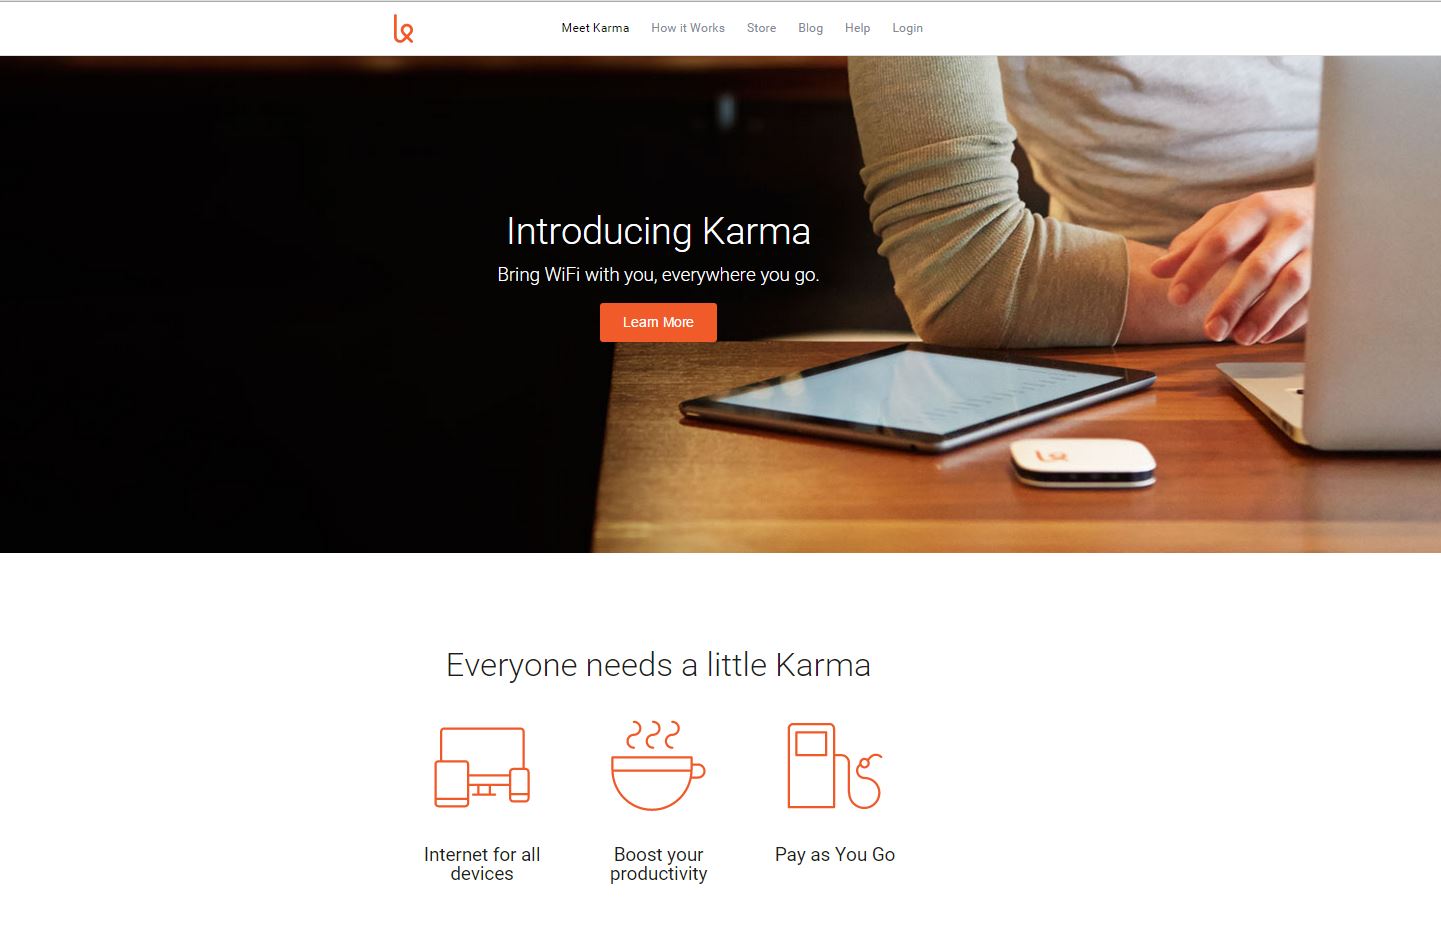 Meet Karma How it Works Store Blog Help Login
Introducing Karma
Bring WiFi with you, everywhere you go.
Learn More
Everyone needs a little Karma
Internet for all
devices
Boost your
productivity
Pay as You Go